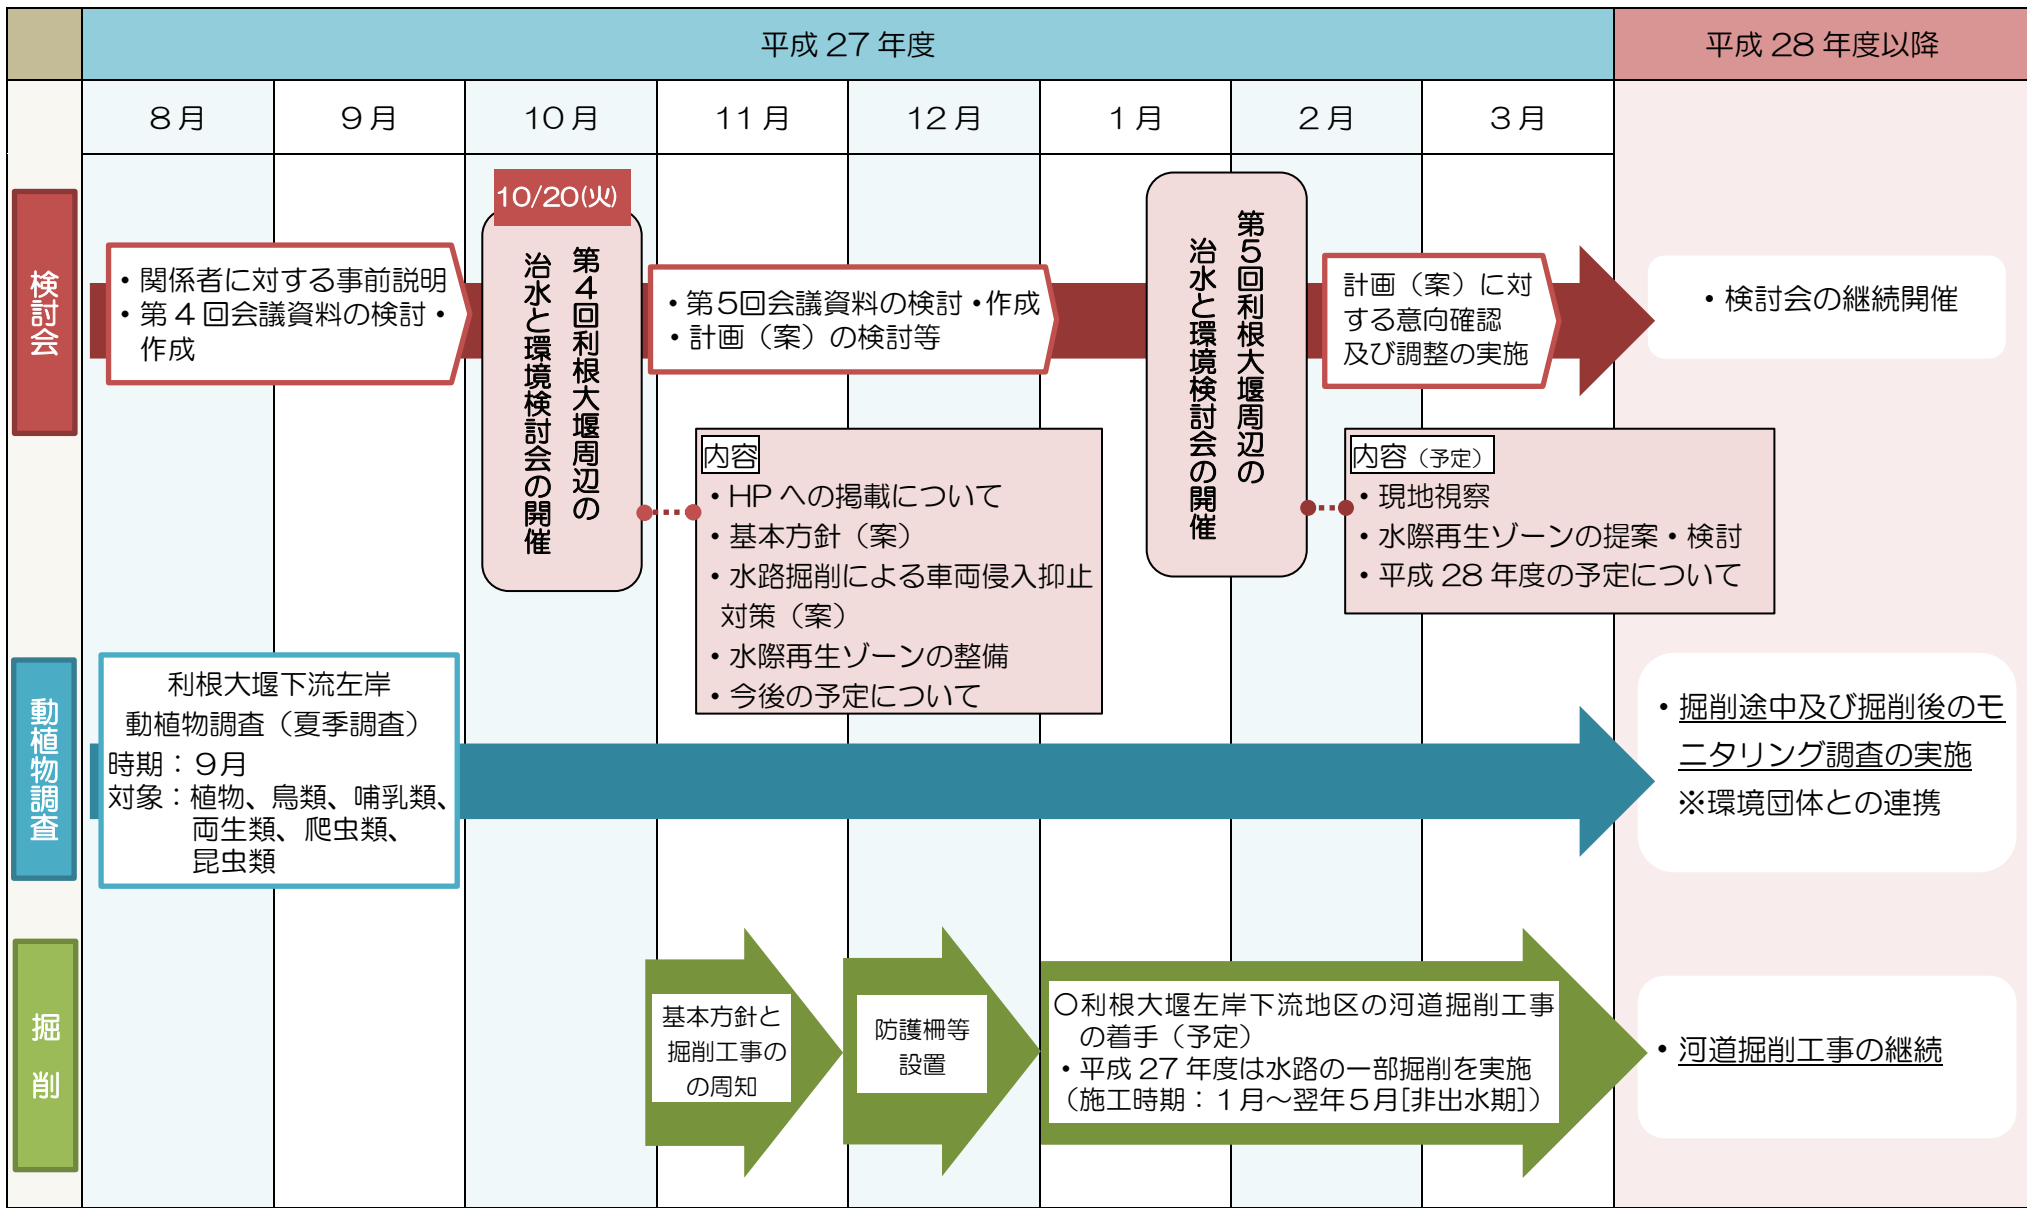 平成 27 年度
平成 28 年度以降
8月
9月
10月
11月
12月
1月
2月
3月
検討会
・関係者に対する事前説明
・第 4 回会議資料の検討・
作成
10/20(火)
第4回利根大堰周辺の
治水と環境検討会の開催
・第5回会議資料の検討・作成
・計画（案）の検討等
第5回利根大堰周辺の
治水と環境検討会の開催
計画（案）に対
する意向確認
及び調整の実施
・検討会の継続開催
内容
・HP への掲載について
・基本方針（案）
・水路掘削による車両侵入抑止
対策（案）
・水際再生ゾーンの整備
・今後の予定について
内容（予定）
・現地視察
・水際再生ゾーンの提案・検討
・平成 28 年度の予定について
動植物調査
利根大堰下流左岸
動植物調査（夏季調査）
時期：9月
対象：植物、鳥類、哺乳類、
両生類、爬虫類、
昆虫類
・掘削途中及び掘削後のモ
ニタリング調査の実施
※環境団体との連携
掘削
基本方針と
掘削工事の
の周知
防護柵等
設置
〇利根大堰左岸下流地区の河道掘削工事
の着手（予定）
・平成 27 年度は水路の一部掘削を実施
（施工時期：1月～翌年5月[非出水期]）
・河道掘削工事の継続